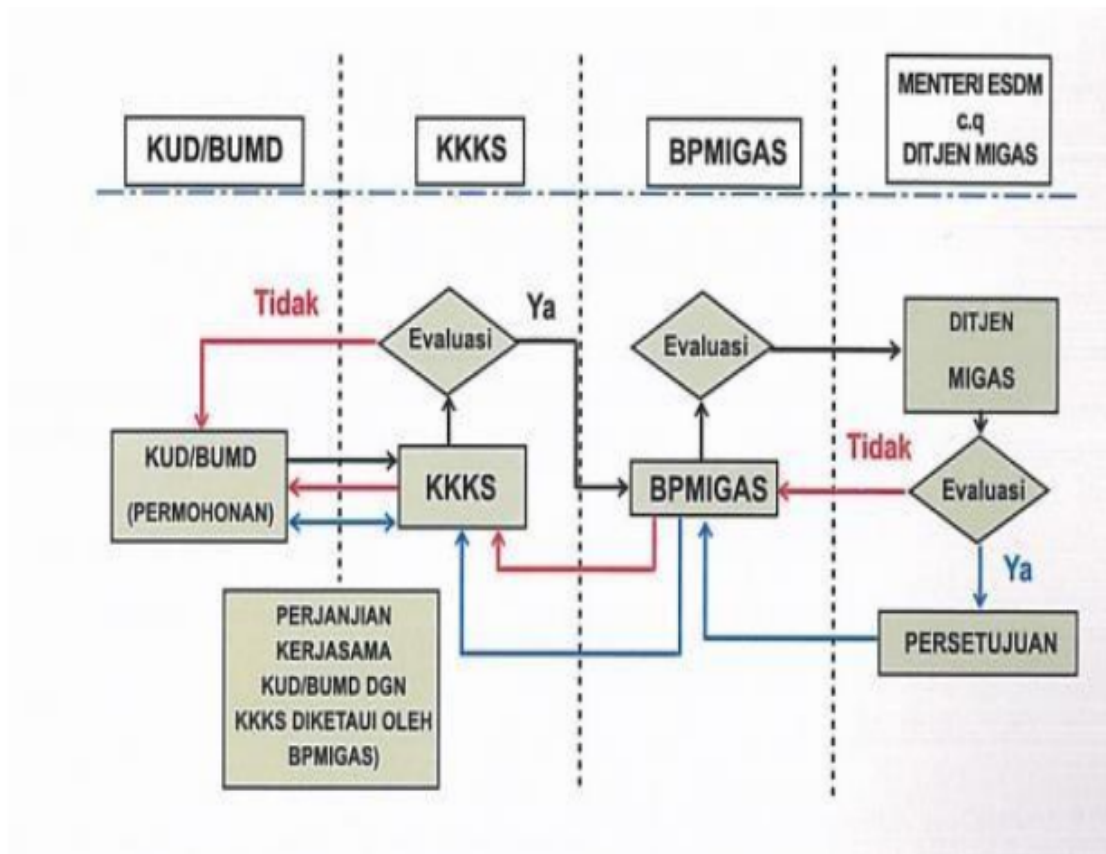 KUD/BUMD
KKKS
BPMIGAS
MENTERI ESDM
c.q
DITJEN MIGAS
Tidak
Evaluasi
Ya
Evaluasi
DITJEN
MIGAS
KUD/BUMD
(PERMOHONAN)
KKKS
BPMIGAS
Tidak
Evaluasi
Ya
PERJANJIAN
KERJASAMA
KUD/BUMD DGN
KKKS DIKETAUI OLEH
BPMIGAS)
PERSETUJUAN